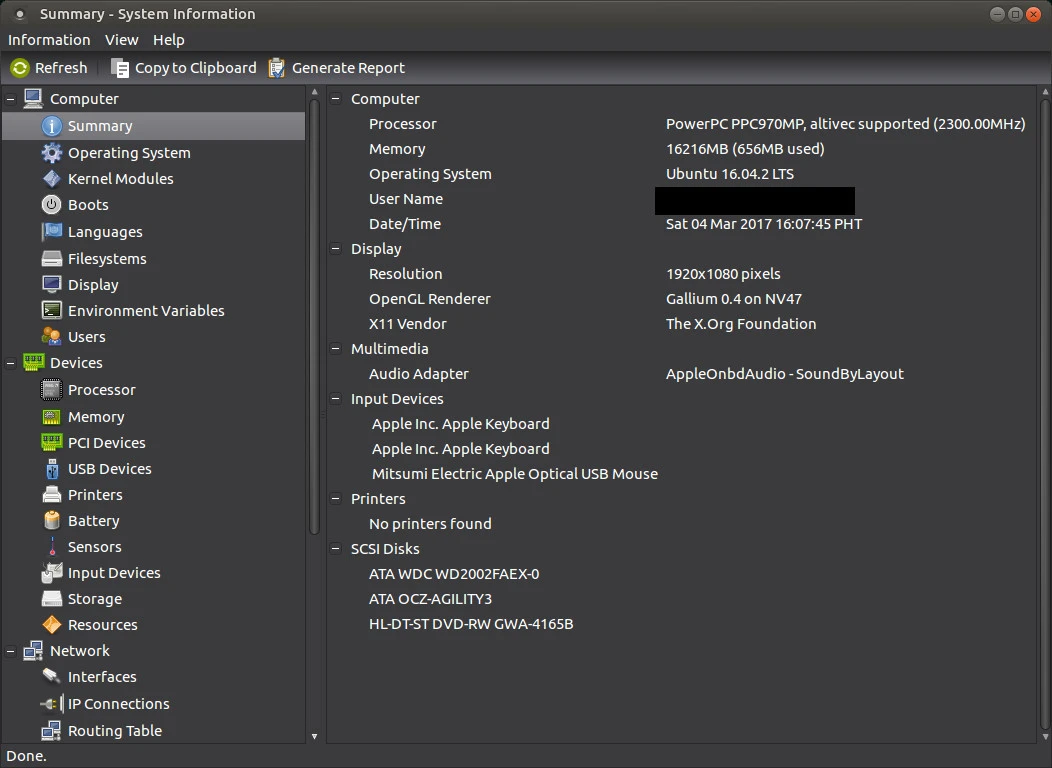 Summary - System Information
Information View Help
Refresh Copy to Clipboard Generate Report
Computer
Summary
Operating System
Kernel Modules
Boots
Languages
Filesystems
Display
Environment Variables
Users
Devices
Processor
Memory
PCI Devices
USB Devices
Printers
Battery
Sensors
Input Devices
Storage
Resources
Network
Interfaces
IP Connections
Routing Table
Computer
Processor PowerPC PPC970MP, altivec supported (2300.00MHz)
Memory 16216MB (656MB used)
Operating System Ubuntu 16.04.2 LTS
User Name
Date/Time Sat 04 Mar 2017 16:07:45 PHT
Display
Resolution 1920x1080 pixels
OpenGL Renderer Gallium 0.4 on NV47
X11 Vendor The X.Org Foundation
Multimedia
Audio Adapter AppleOnbdAudio - SoundByLayout
Input Devices
Apple Inc. Apple Keyboard
Apple Inc. Apple Keyboard
Mitsumi Electric Apple Optical USB Mouse
Printers
No printers found
SCSI Disks
ATA WDC WD2002FAEX-0
ATA OCZ-AGILITY3
HL-DT-ST DVD-RW GWA-4165B
Done.